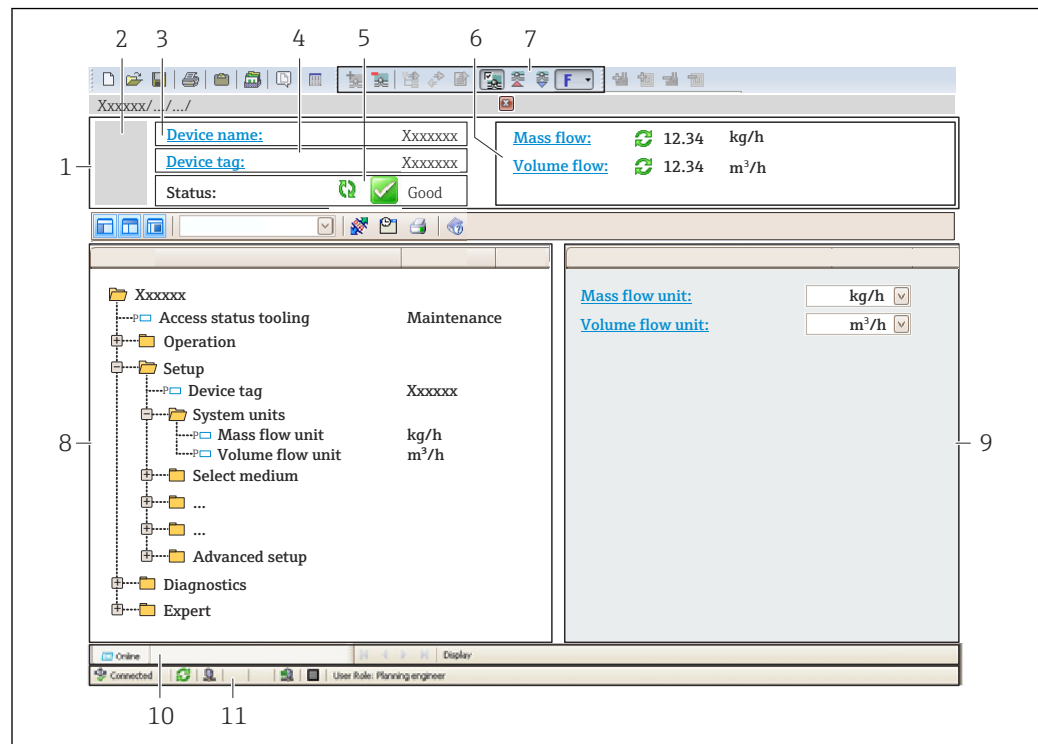 2 3 4 5 6 7
F
Xxxxxx/.../.../
1
Device name: Xxxxxxx
Device tag: Xxxxxxx
Status: Good
Mass flow: 12.34 kg/h
Volume flow: 12.34 m³/h
Xxxxxx
P Access status tooling Maintenance
Operation
Setup
P Device tag Xxxxxx
System units
P Mass flow unit kg/h
P Volume flow unit m³/h
Select medium
...
...
Advanced setup
Diagnostics
Expert
8
Mass flow unit: kg/h
Volume flow unit: m³/h
9
Online Display
Connected User Role: Planning engineer
10 11